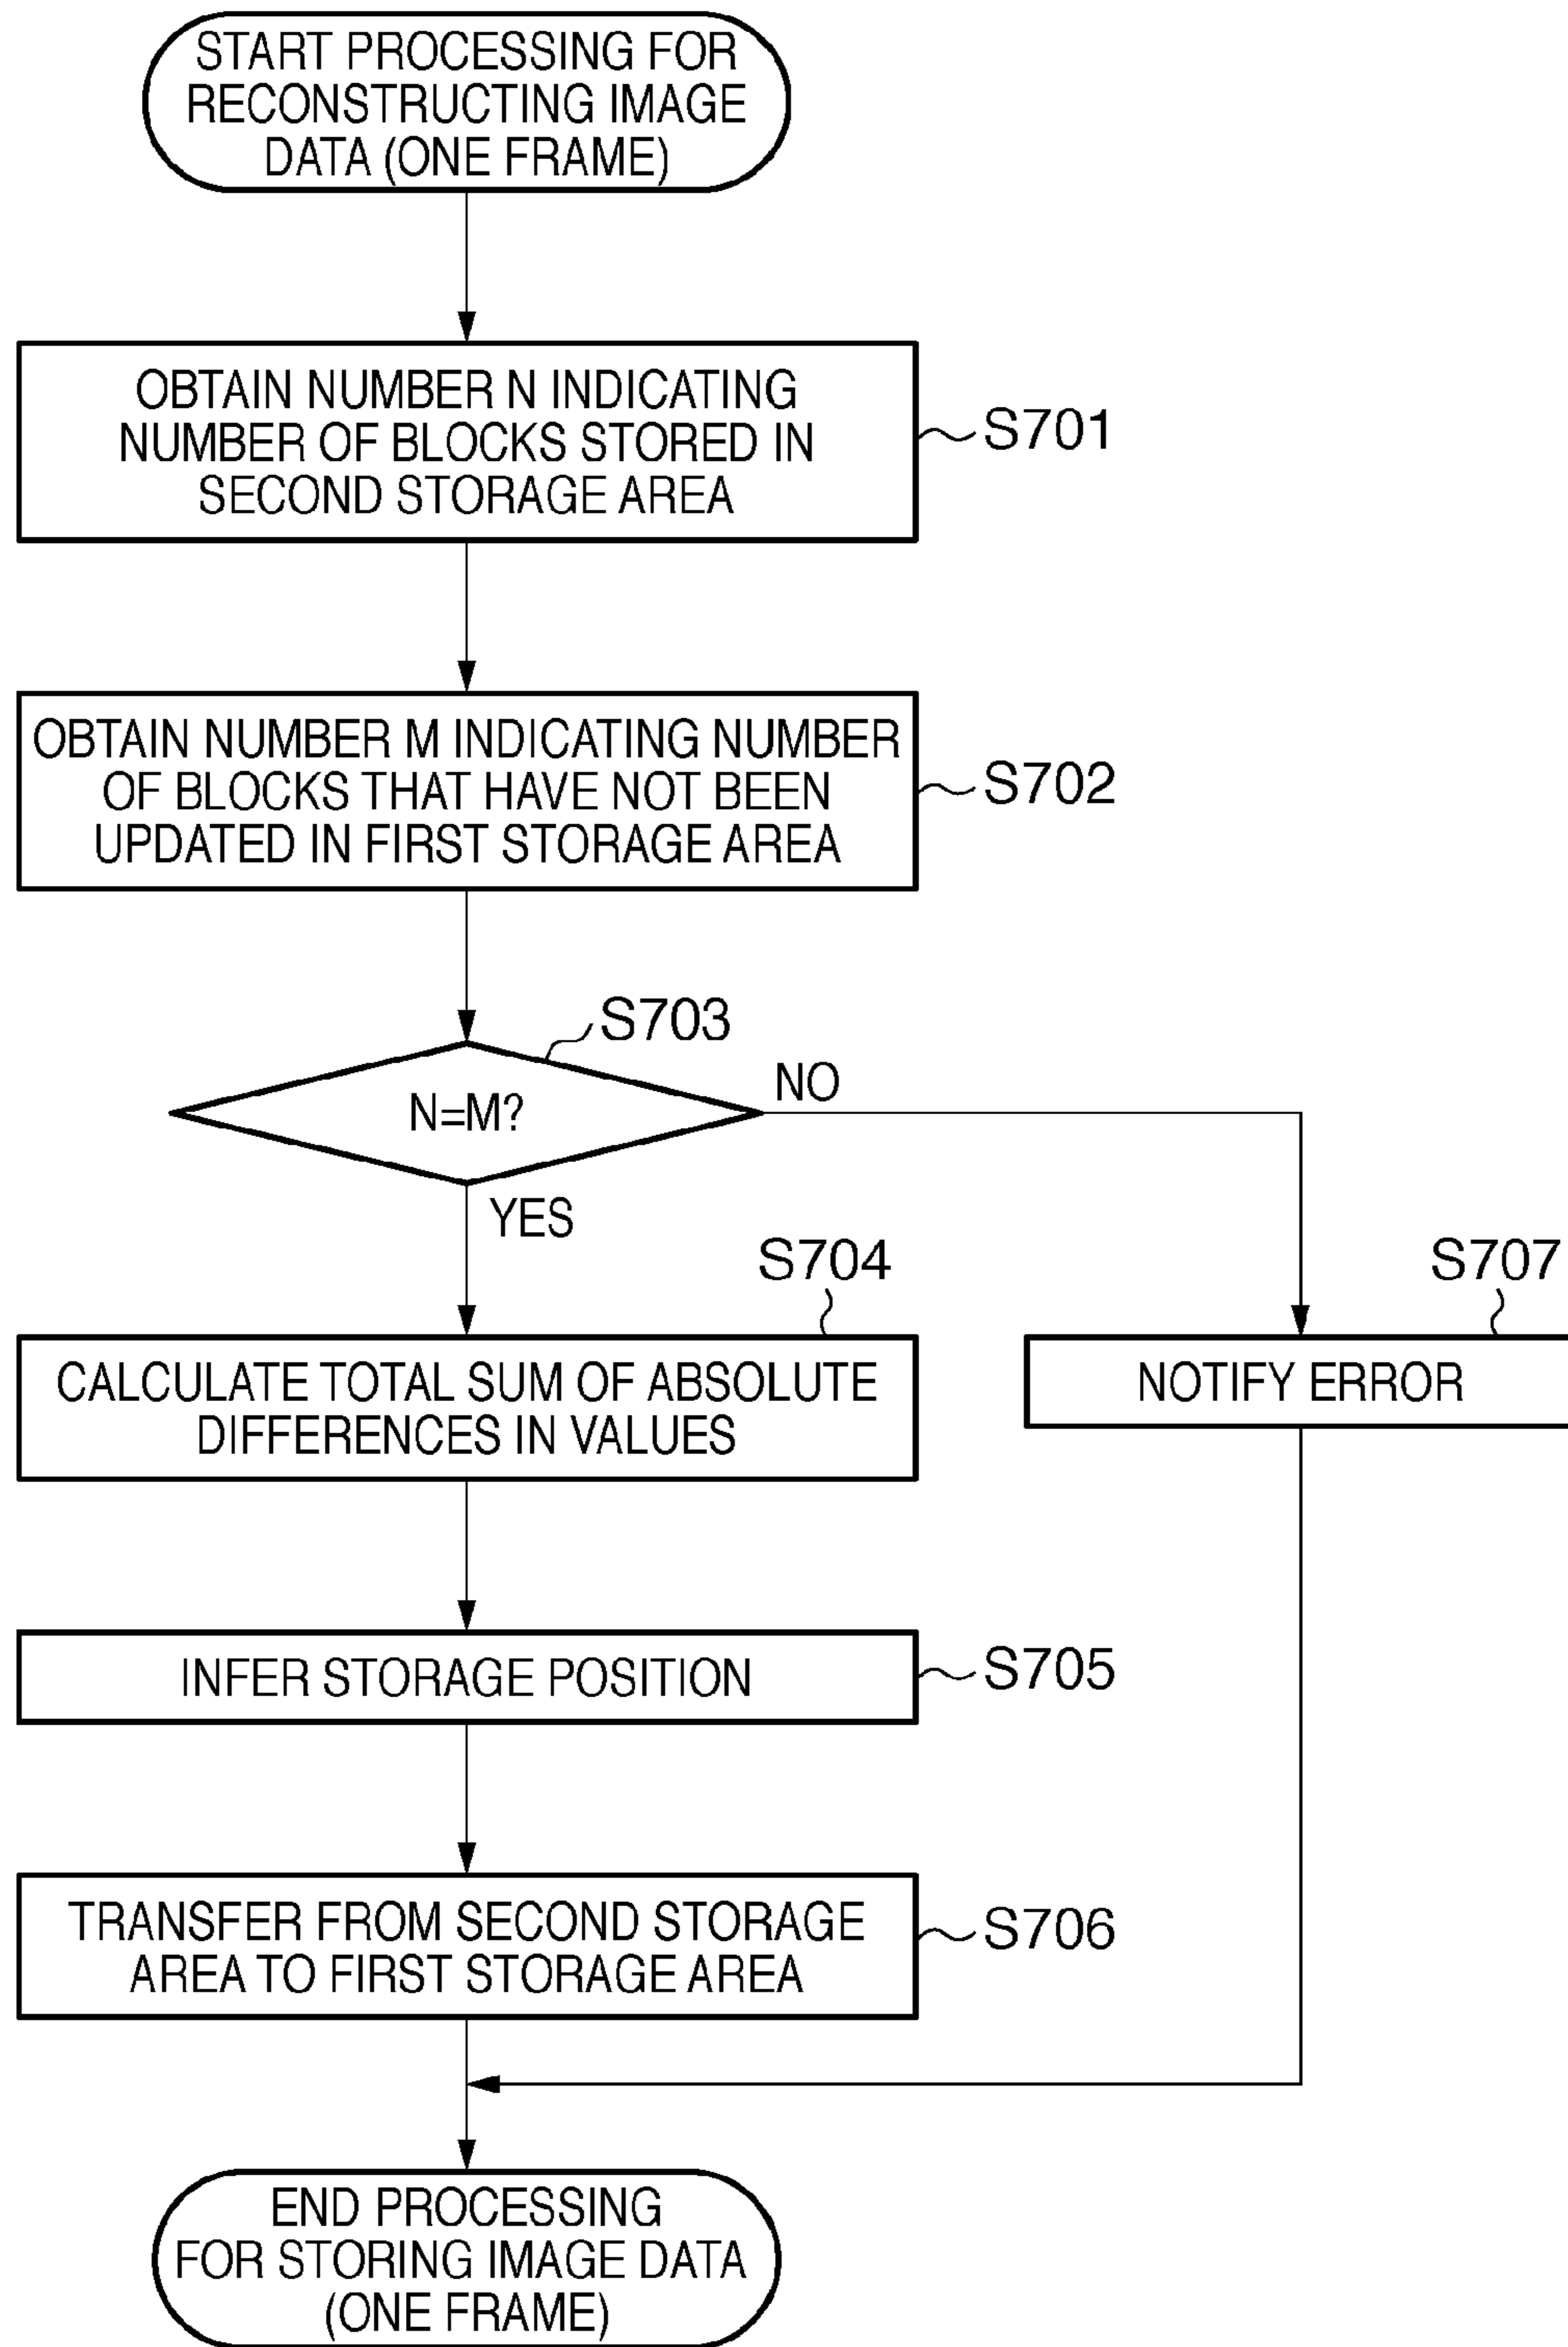 START PROCESSING FOR
RECONSTRUCTING IMAGE
DATA (ONE FRAME)
OBTAIN NUMBER N INDICATING
NUMBER OF BLOCKS STORED IN
SECOND STORAGE AREA
S701
OBTAIN NUMBER M INDICATING NUMBER
OF BLOCKS THAT HAVE NOT BEEN
UPDATED IN FIRST STORAGE AREA
S702
S703
N=M?
NO
YES
S704
CALCULATE TOTAL SUM OF ABSOLUTE
DIFFERENCES IN VALUES
S707
NOTIFY ERROR
INFER STORAGE POSITION
S705
TRANSFER FROM SECOND STORAGE
AREA TO FIRST STORAGE AREA
S706
END PROCESSING
FOR STORING IMAGE DATA
(ONE FRAME)